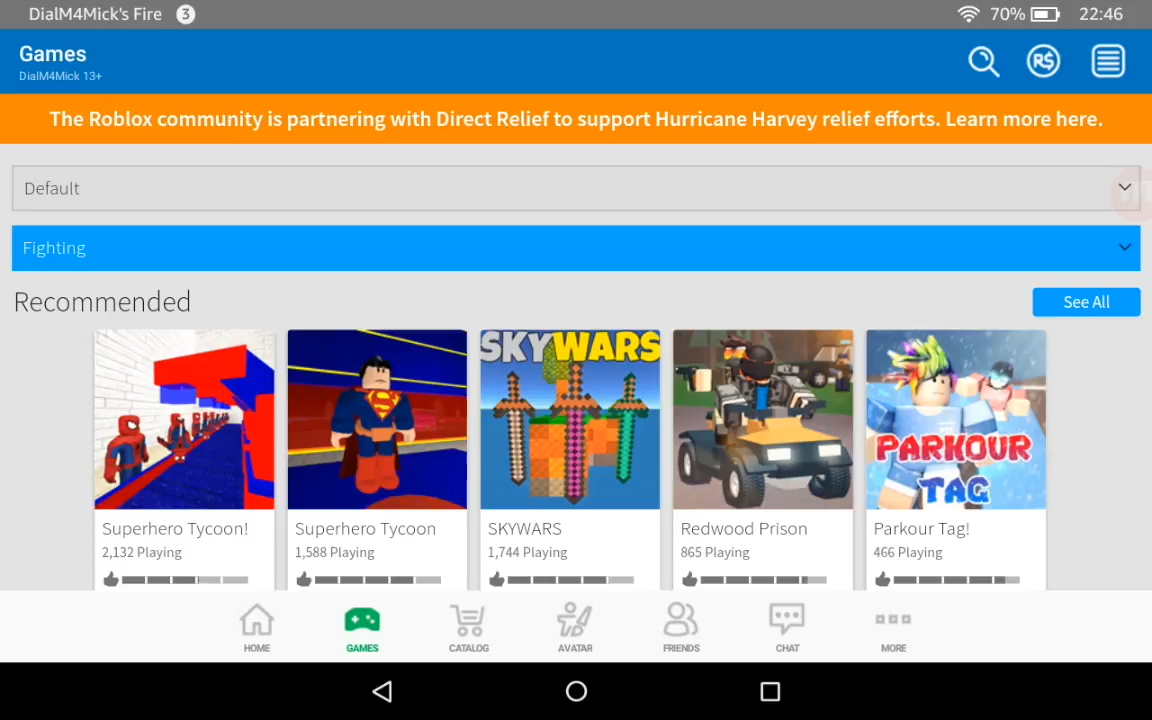 DialM4Mick's Fire 3 70% 22:46
Games
DialM4Mick 13+
R$
The Roblox community is partnering with Direct Relief to support Hurricane Harvey relief efforts. Learn more here.
Default
Fighting
Recommended See All
SKYWARS
PARKOUR
TAG
Superhero Tycoon! Superhero Tycoon SKYWARS Redwood Prison Parkour Tag!
2,132 Playing 1,588 Playing 1,744 Playing 865 Playing 466 Playing
HOME GAMES CATALOG AVATAR FRIENDS CHAT MORE